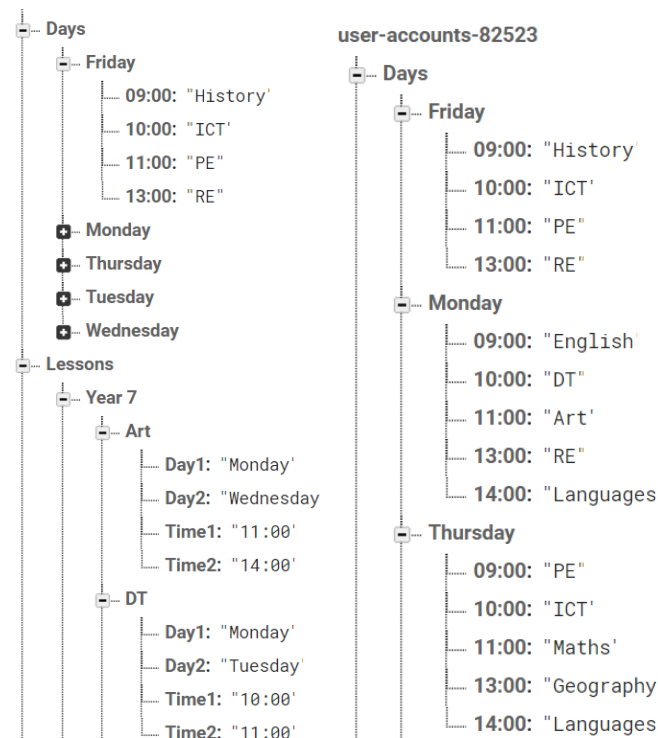 Days
Friday
09:00: "History'
10:00: "ICT'
11:00: "PE"
13:00: "RE"
Monday
Thursday
Tuesday
Wednesday
Lessons
Year 7
Art
Day1: "Monday'
Day2: "Wednesday
Time1: "11:00'
Time2: "14:00'
DT
Day1: "Monday'
Day2: "Tuesday'
Time1: "10:00'
Time2: "11:00'
user-accounts-82523
Days
Friday
09:00: "History'
10:00: "ICT'
11:00: "PE"
13:00: "RE"
Monday
09:00: "English'
10:00: "DT"
11:00: "Art'
13:00: "RE"
14:00: "Languages
Thursday
09:00: "PE"
10:00: "ICT'
11:00: "Maths'
13:00: "Geography
14:00: "Languages